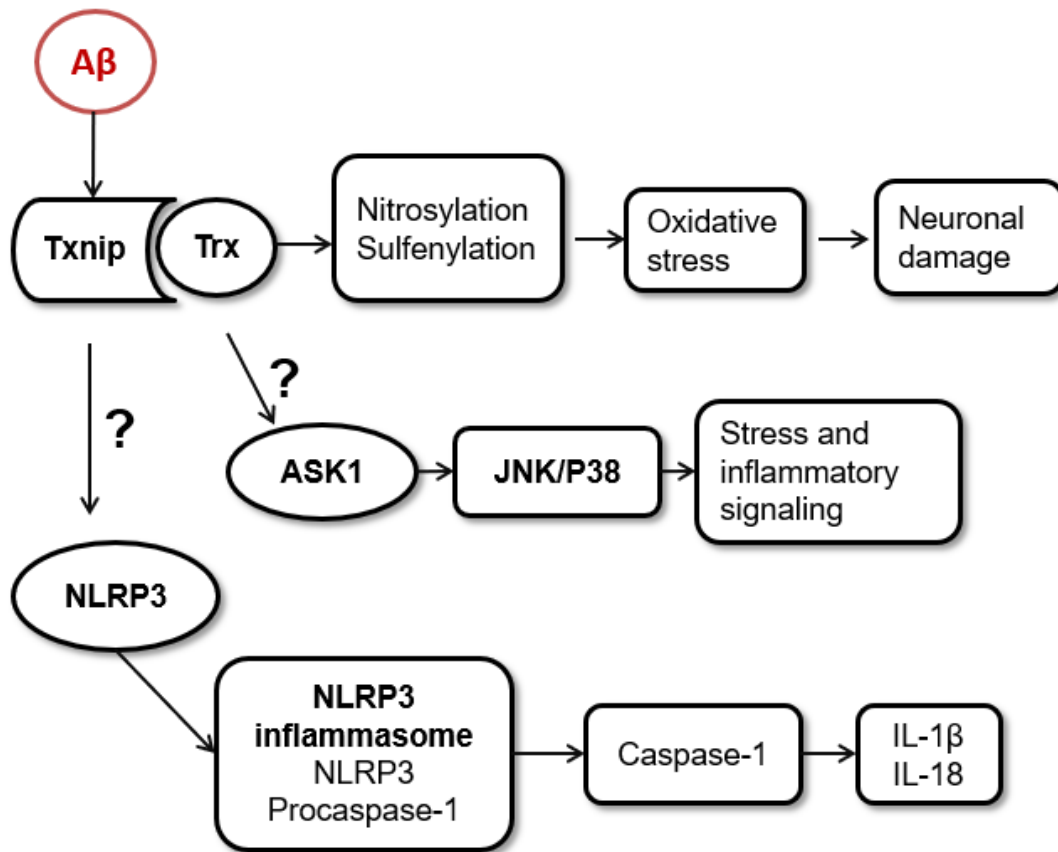 Aβ
Txnip
Trx
Nitrosylation
Sulfenylation
Oxidative
stress
Neuronal
damage
?
?
ASK1
JNK/P38
Stress and
inflammatory
signaling
NLRP3
NLRP3
inflammasome
NLRP3
Procaspase-1
Caspase-1
IL-1β
IL-18